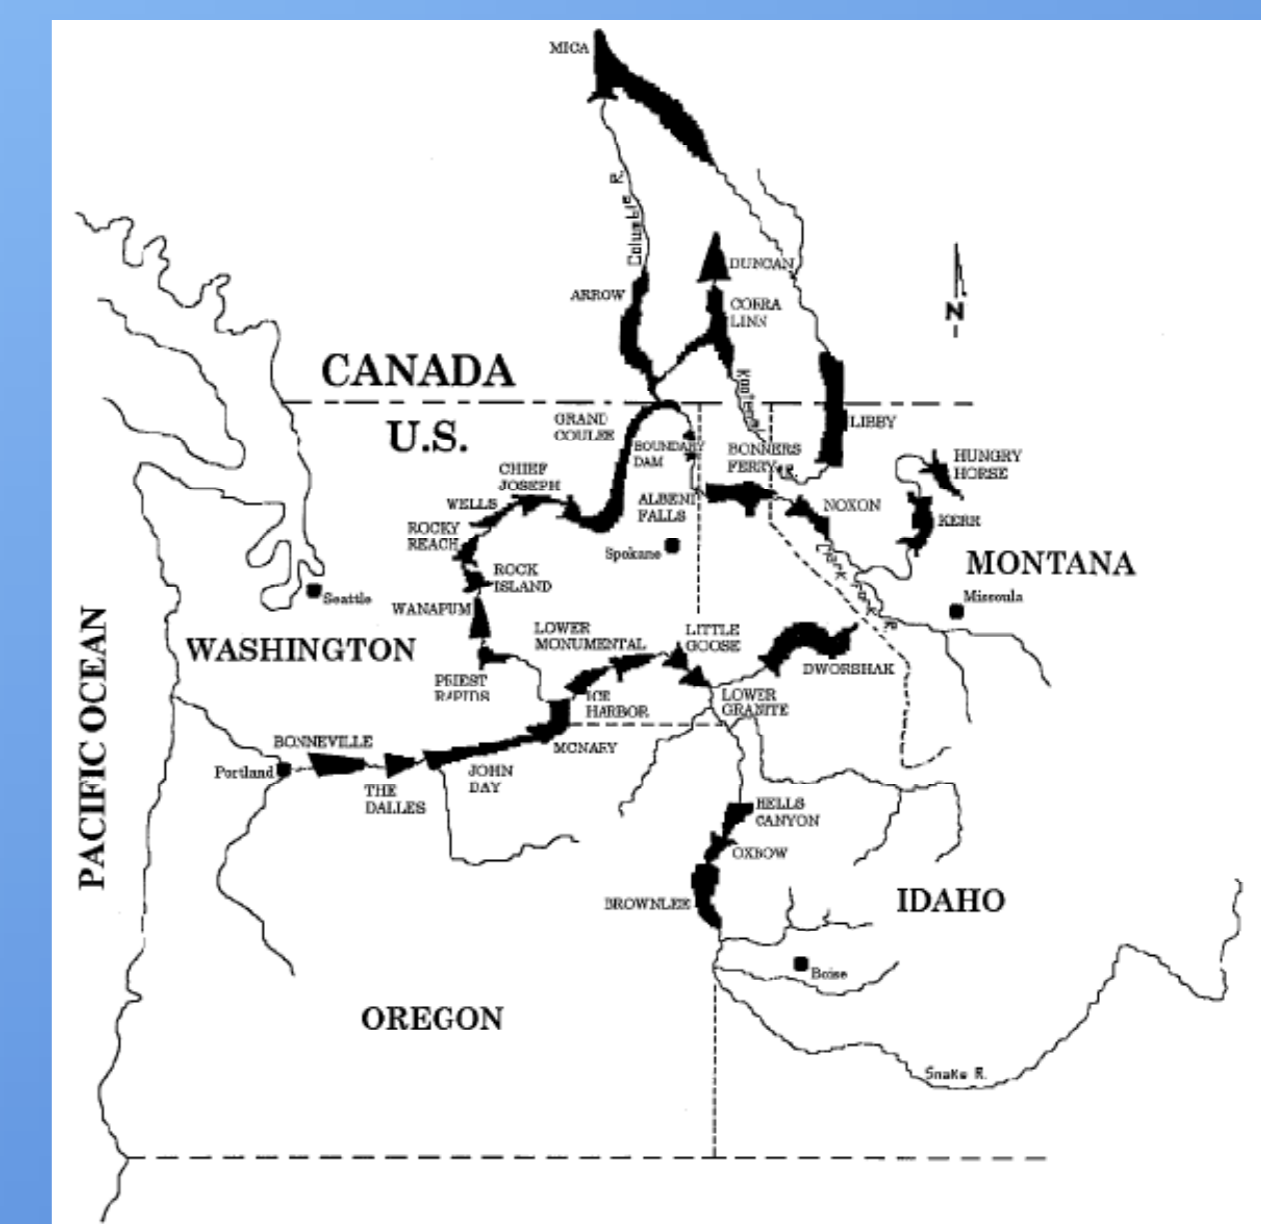 MICA
Columbia R.
DUNCAN
ARROW
CORRA
LINN
N
CANADA
U.S.
GRAND
COULEE
BOUNDARY
DAM
BONNERS
FERRY
LIBBY
HUNGRY
HORSE
CHIEF
JOSEPH
WELLS
ALBENI
FALLS
NOXON
ROCKY
REACH
KERR
Spokane
MONTANA
ROCK
ISLAND
Clark Fork R.
Seattle
Missoula
WANAPUM
LOWER
MONUMENTAL
LITTLE
GOOSE
PACIFIC OCEAN
WASHINGTON
DWORSHAK
PRIEST
RAPIDS
ICE
HARBOR
LOWER
GRANITE
BONNEVILLE
MCNARY
Portland
JOHN
DAY
THE
DALLES
HELLS
CANYON
OXBOW
BROWNLEE
IDAHO
Boise
OREGON
Snake R.